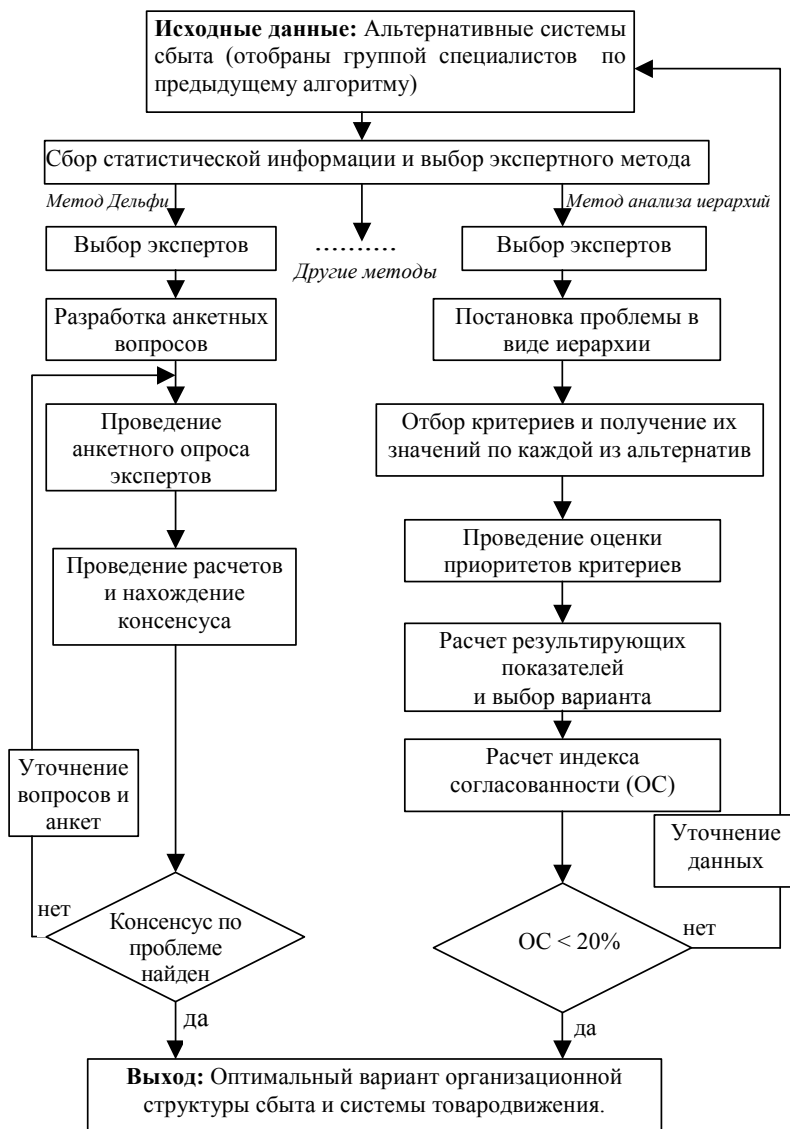 Исходные данные: Альтернативные системы
сбыта (отобраны группой специалистов по
предыдущему алгоритму)
Сбор статистической информации и выбор экспертного метода
Метод Дельфи
Метод анализа иерархий
Выбор экспертов
..........
Другие методы
Выбор экспертов
Разработка анкетных
вопросов
Постановка проблемы в
виде иерархии
Проведение
анкетного опроса
экспертов
Отбор критериев и получение их
значений по каждой из альтернатив
Проведение расчетов
и нахождение
консенсуса
Проведение оценки
приоритетов критериев
Расчет результирующих
показателей
и выбор варианта
Уточнение
вопросов и
анкет
Расчет индекса
согласованности (ОС)
Уточнение
данных
нет
Консенсус по
проблеме
найден
ОС < 20%
нет
да
да
Выход: Оптимальный вариант организационной
структуры сбыта и системы товародвижения.